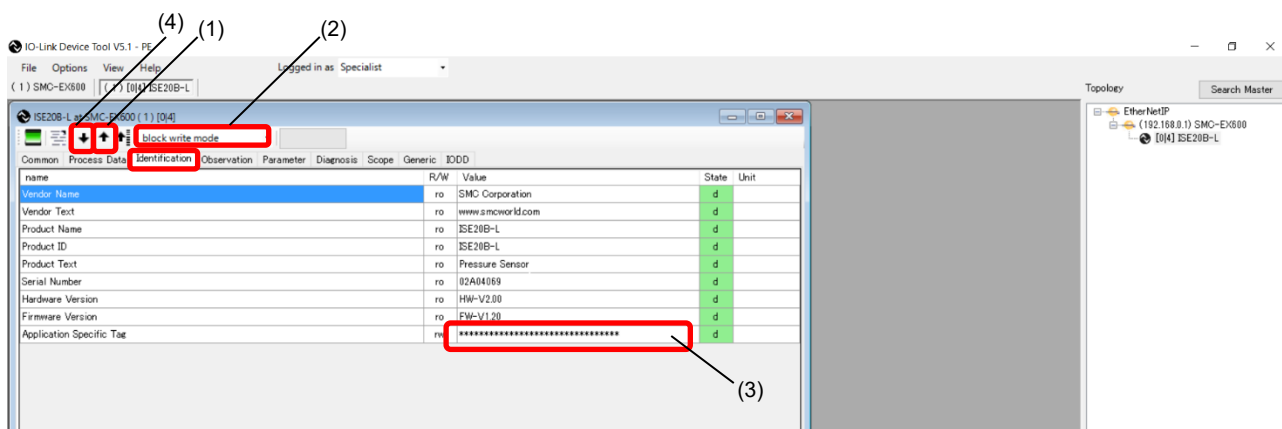 (4) (1) (2)
IO-Link Device Tool V5.1 - PE
File Options View Help Logged in as Specialist
(1) SMC-EX600 (1) [0|4] ISE20B-L Topology Search Master
ISE20B-L at SMC-EX600 (1) [0|4]
EtherNetIP
(192.168.0.1) SMC-EX600
[0|4] ISE20B-L
block write mode
Common Process Data Identification Observation Parameter Diagnosis Scope Generic IODD
name R/W Value State Unit
Vendor Name ro SMC Corporation d
Vendor Text ro www.smcworld.com d
Product Name ro ISE20B-L d
Product ID ro ISE20B-L d
Product Text ro Pressure Sensor d
Serial Number ro 02A04069 d
Hardware Version ro HW-V2.00 d
Firmware Version ro FW-V1.20 d
Application Specific Tag rw ******************************** d
(3)